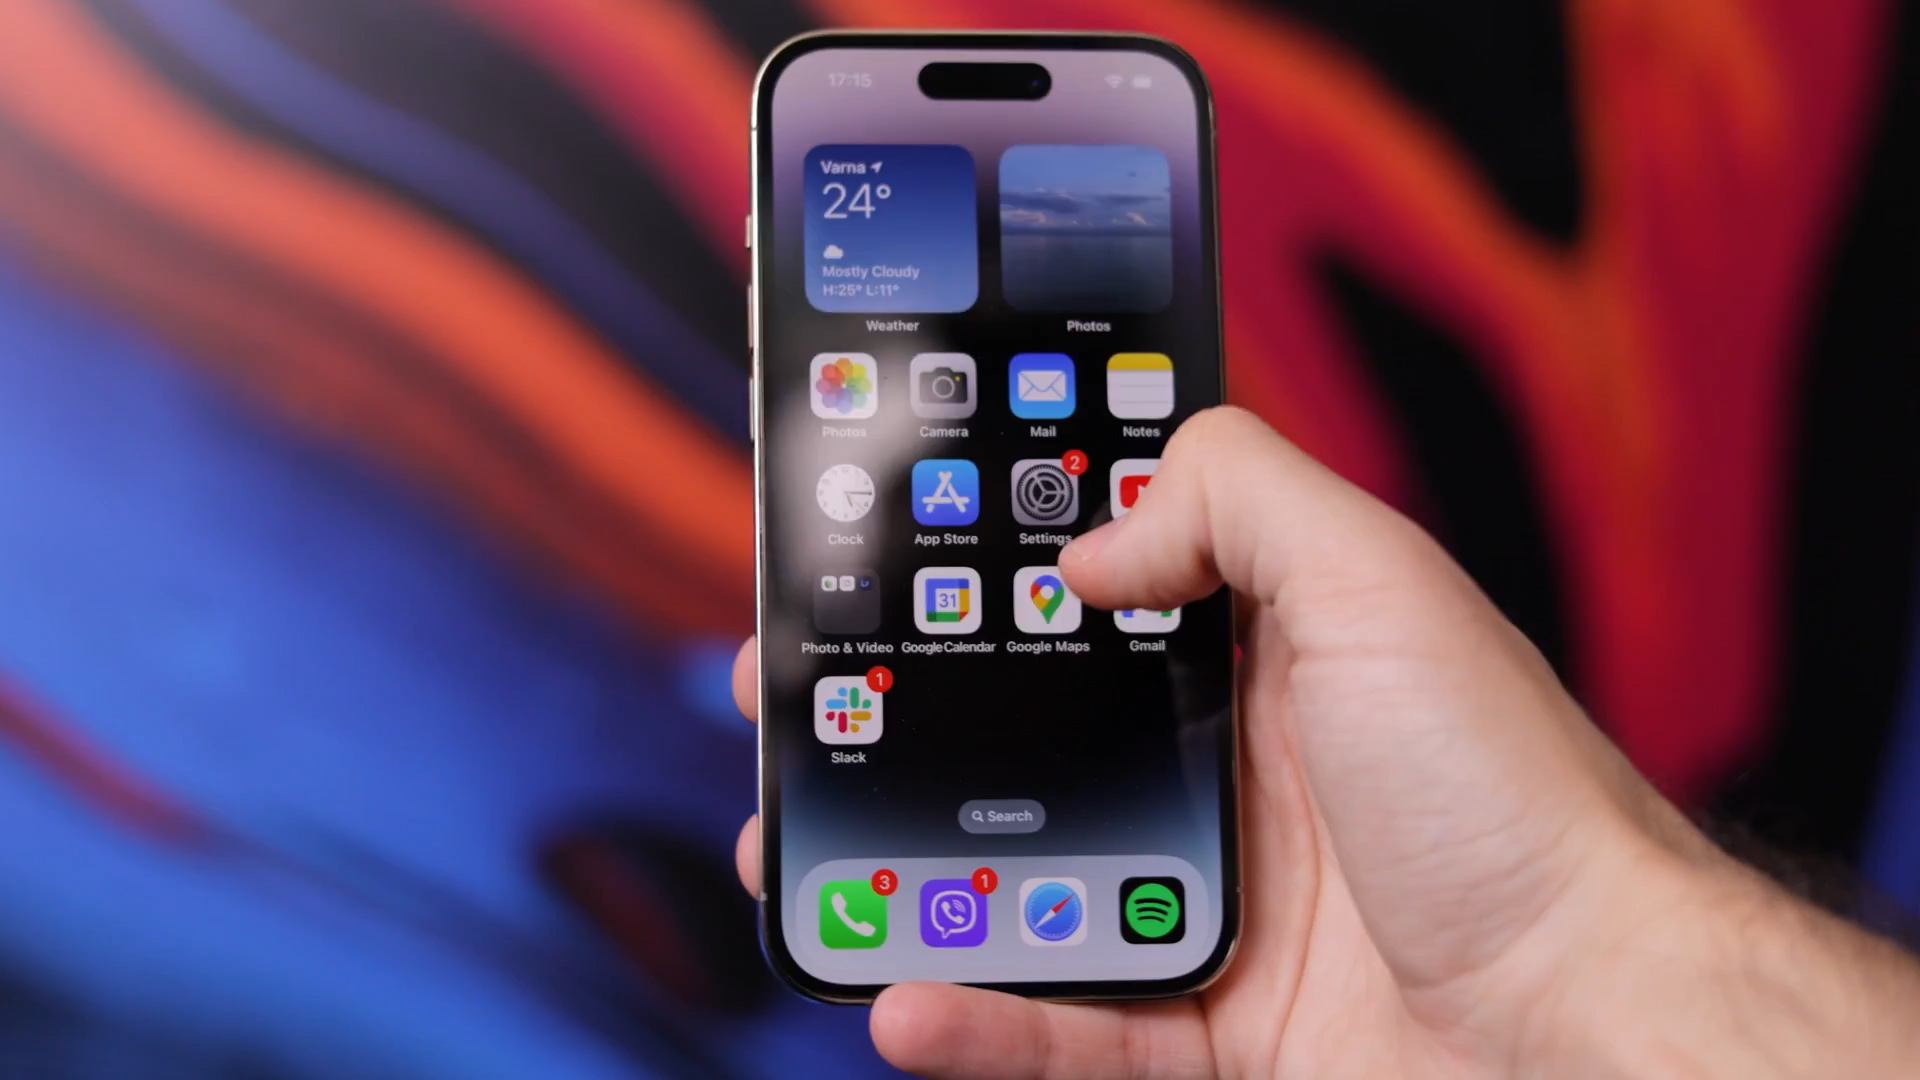 17:15
Varna
24°
Mostly Cloudy
H:25° L:11°
Weather
Photos
Photos
Camera
Mail
Notes
2
Clock
App Store
Settings
31
Photo & Video
Google Calendar
Google Maps
Gmail
1
Slack
Search
3
1